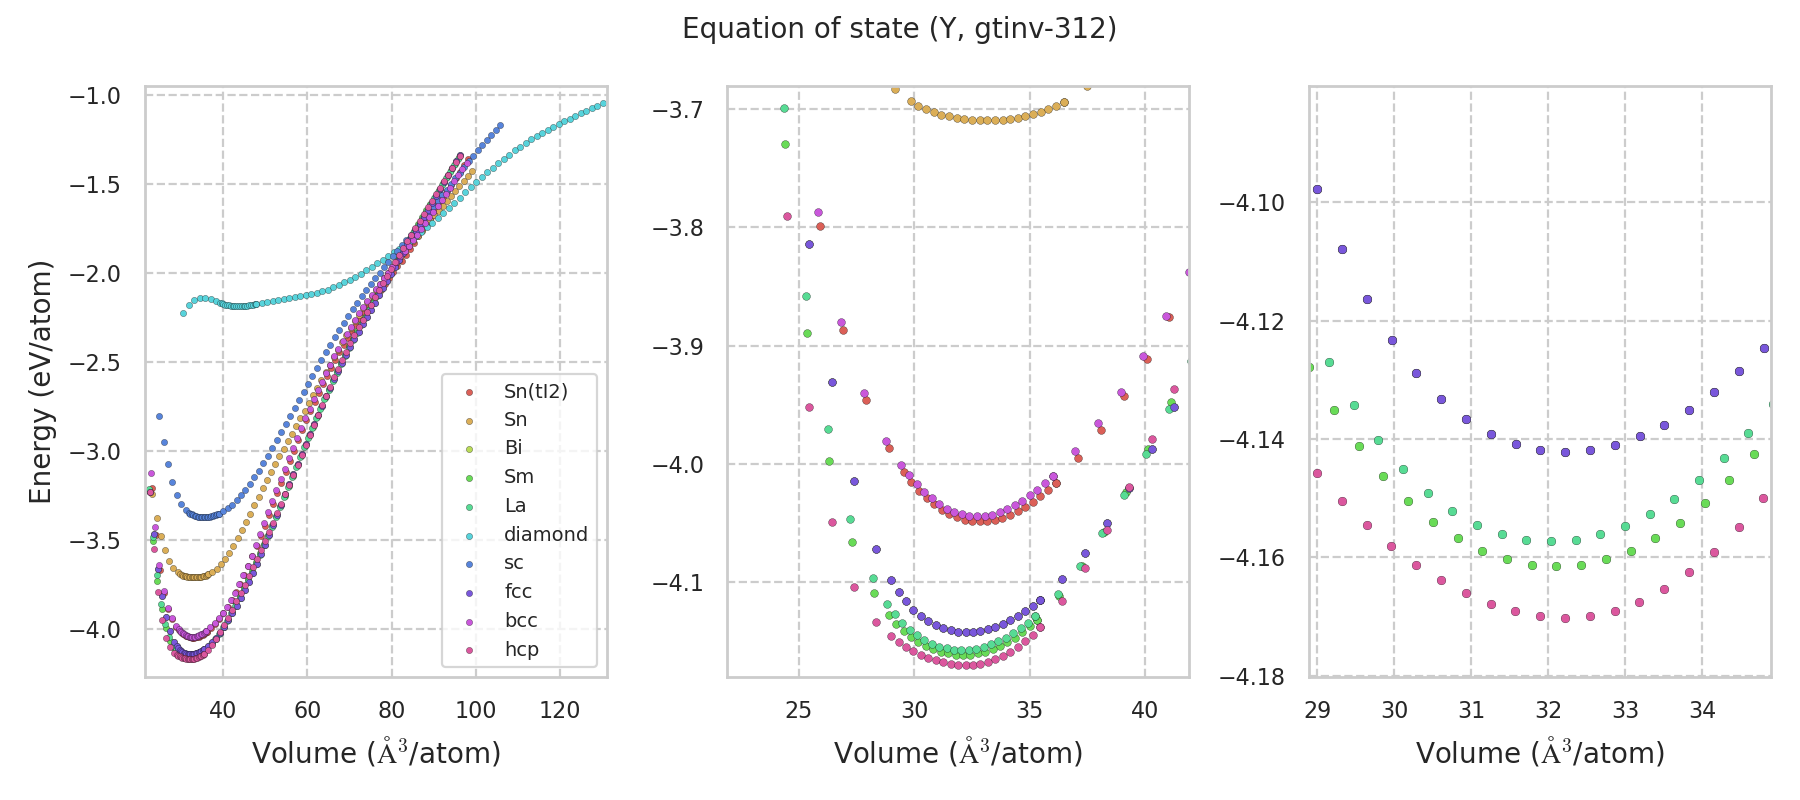 Equation of state (Y, gtinv-312)
Energy (eV/atom)
−1.0
−1.5
−2.0
−2.5
−3.0
−3.5
−4.0
40 60 80 100 120
Volume (Å³/atom)
Sn(tI2)
Sn
Bi
Sm
La
diamond
sc
fcc
bcc
hcp
−3.7
−3.8
−3.9
−4.0
−4.1
25 30 35 40
Volume (Å³/atom)
−4.10
−4.12
−4.14
−4.16
−4.18
29 30 31 32 33 34
Volume (Å³/atom)